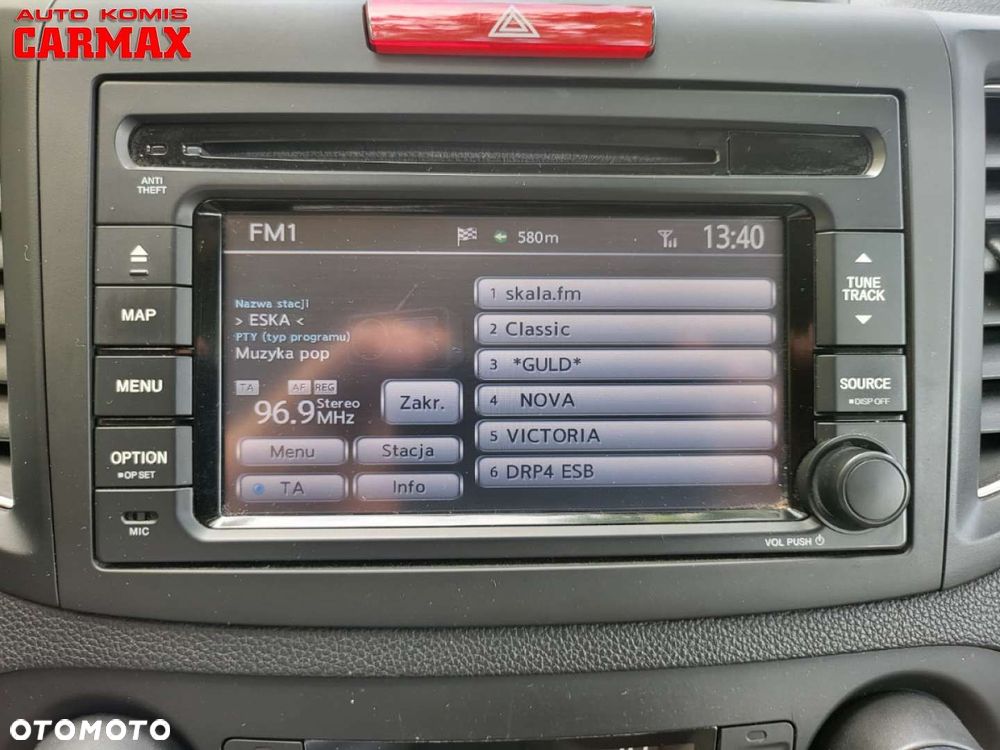 AUTO KOMIS
CARMAX
ANTI
THEFT
FM1
580m
13:40
MAP
MENU
OPTION
OP SET
MIC
Nazwa stacji
> ESKA <
PTY (typ programu)
Muzyka pop
TA AF REG
96.9 Stereo
MHz
Zakr.
Menu
Stacja
TA
Info
1 skala.fm
2 Classic
3 *GULD*
4 NOVA
5 VICTORIA
6 DRP4 ESB
TUNE
TRACK
SOURCE
DISP OFF
VOL PUSH
OTOMOTO